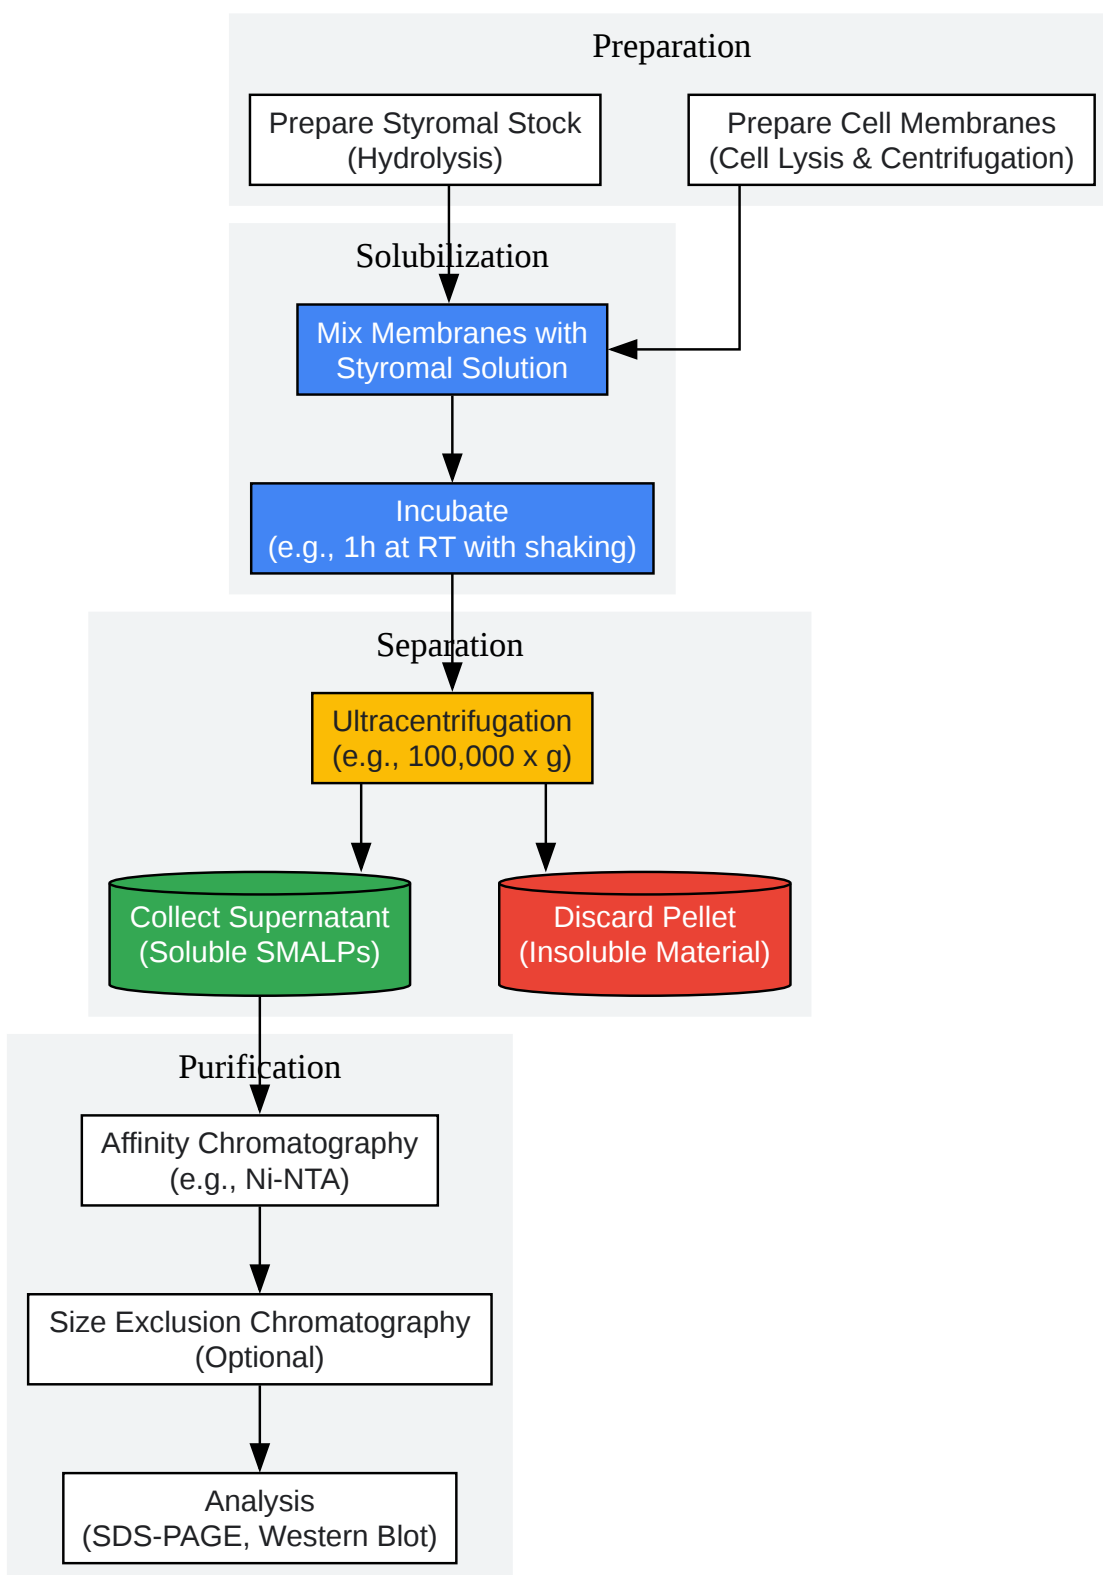 Preparation
Prepare Styromal Stock
(Hydrolysis)
Prepare Cell Membranes
(Cell Lysis & Centrifugation)
Solubilization
Mix Membranes with
Styromal Solution
Incubate
(e.g., 1h at RT with shaking)
Separation
Ultracentrifugation
(e.g., 100,000 x g)
Collect Supernatant
(Soluble SMALPs)
Discard Pellet
(Insoluble Material)
Purification
Affinity Chromatography
(e.g., Ni-NTA)
Size Exclusion Chromatography
(Optional)
Analysis
(SDS-PAGE, Western Blot)